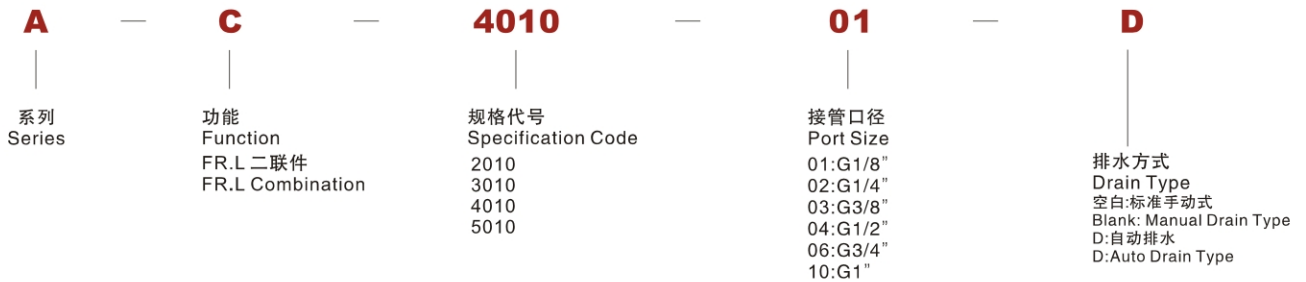 A — C — 4010 — 01 — D
系列
Series
功能
Function
FR.L 二联件
FR.L Combination
规格代号
Specification Code
2010
3010
4010
5010
接管口径
Port Size
01:G1/8”
02:G1/4”
03:G3/8”
04:G1/2”
06:G3/4”
10:G1”
排水方式
Drain Type
空白:标准手动式
Blank: Manual Drain Type
D:自动排水
D:Auto Drain Type